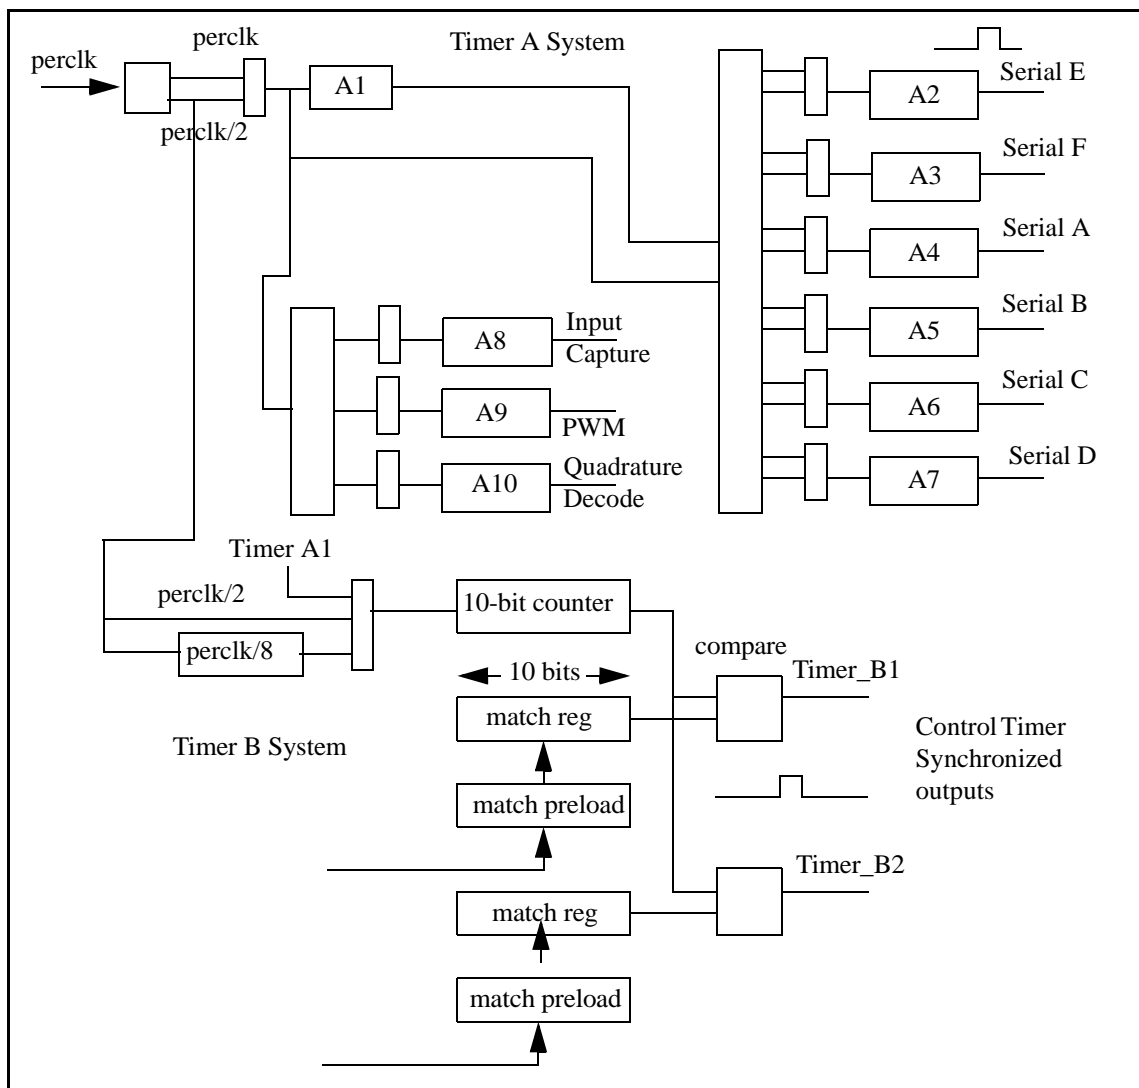 perclk
Timer A System
perclk
Serial E
A1
A2
perclk/2
Serial F
A3
Serial A
A4
Serial B
A5
Input
Capture
A8
Serial C
A6
A9
PWM
Serial D
A7
Quadrature
Decode
A10
Timer A1
perclk/2
10-bit counter
perclk/8
compare
10 bits
Timer_B1
match reg
Control Timer
Synchronized
outputs
Timer B System
match preload
Timer_B2
match reg
match preload